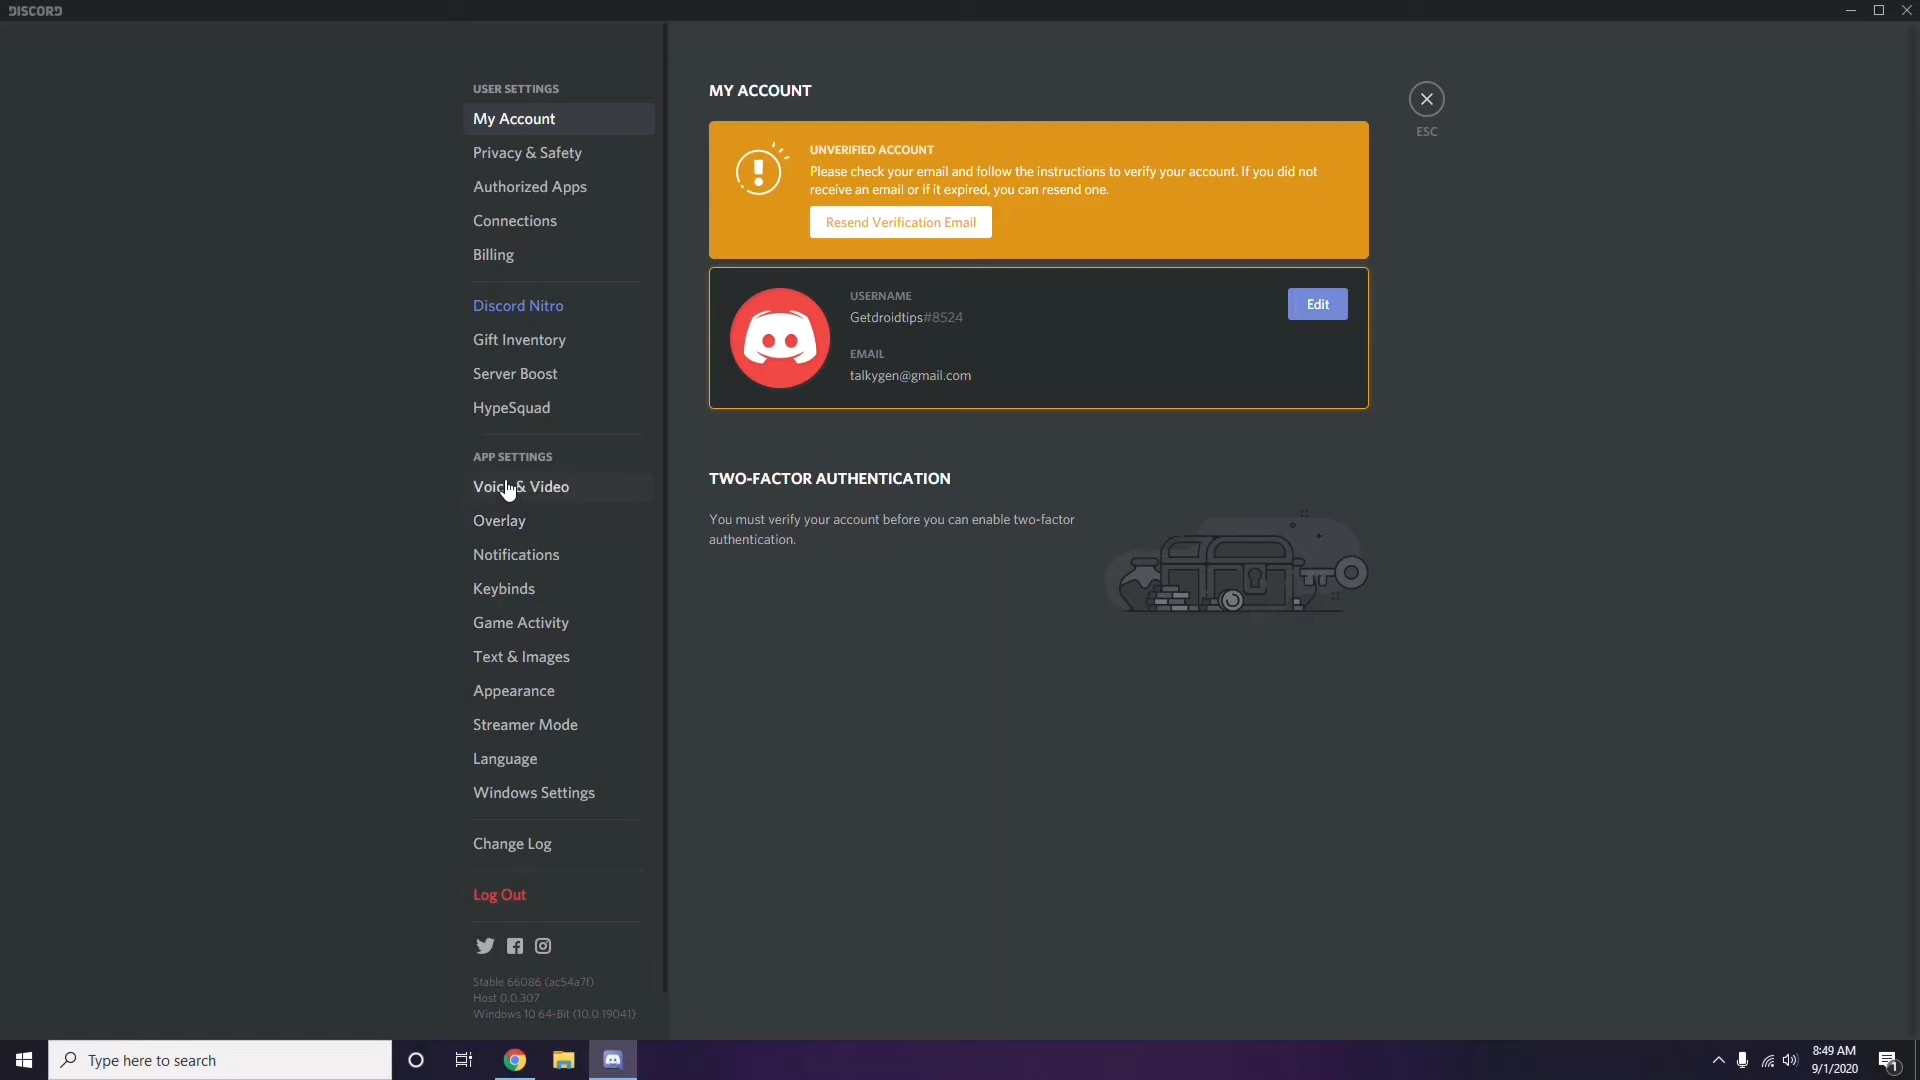 DISCORD
USER SETTINGS
My Account
Privacy & Safety
Authorized Apps
Connections
Billing
Discord Nitro
Gift Inventory
Server Boost
HypeSquad
APP SETTINGS
Voice & Video
Overlay
Notifications
Keybinds
Game Activity
Text & Images
Appearance
Streamer Mode
Language
Windows Settings
Change Log
Log Out
Stable 66086 (ac54a7f)
Host 0.0.307
Windows 10 64-Bit (10.0.19041)
MY ACCOUNT
UNVERIFIED ACCOUNT
Please check your email and follow the instructions to verify your account. If you did not
receive an email or if it expired, you can resend one.
Resend Verification Email
USERNAME
Getdroidtips#8524
Edit
EMAIL
talkygen@gmail.com
TWO-FACTOR AUTHENTICATION
You must verify your account before you can enable two-factor
authentication.
ESC
Type here to search
8:49 AM
9/1/2020
1